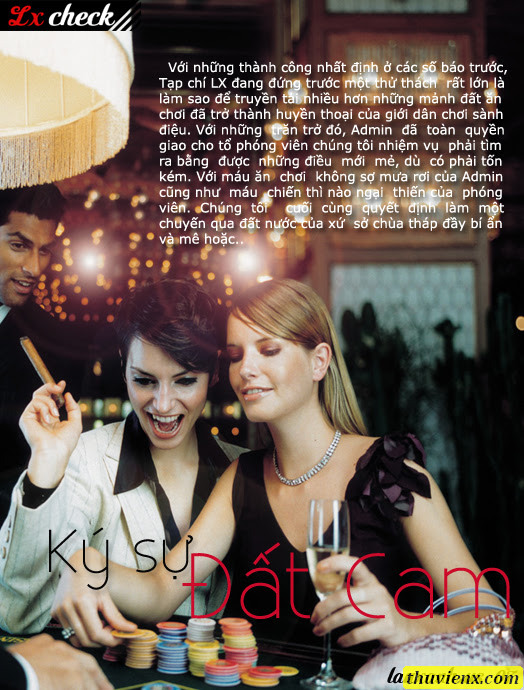 Lx check
Với những thành công nhất định ở các số báo trước,
Tạp chí LX đang đứng trước một thử thách rất lớn là
làm sao để truyền tải nhiều hơn những mảnh đất ăn
chơi đã trở thành huyền thoại của giới dân chơi sành
điệu. Với những trăn trở đó, Admin đã toàn quyền
giao cho tổ phóng viên chúng tôi nhiệm vụ phải tìm
ra bằng được những điều mới mẻ, dù có phải tốn
kém. Với máu ăn chơi không sợ mưa rơi của Admin
cũng như máu chiến thì nào ngại thiến của phóng
viên. Chúng tôi cuối cùng quyết định làm một
chuyến qua đất nước của xứ sở chùa tháp đầy bí ẩn
và mê hoặc..
Ký sự
Đất Cam
la
thuvienx.com